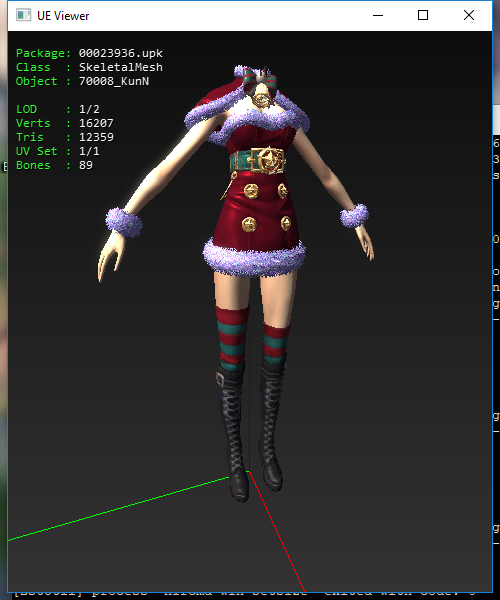 UE Viewer
Package: 00023936.upk
Class : SkeletalMesh
Object : 70008_KunN
LOD : 1/2
Verts : 16207
Tris : 12359
UV Set : 1/1
Bones : 89